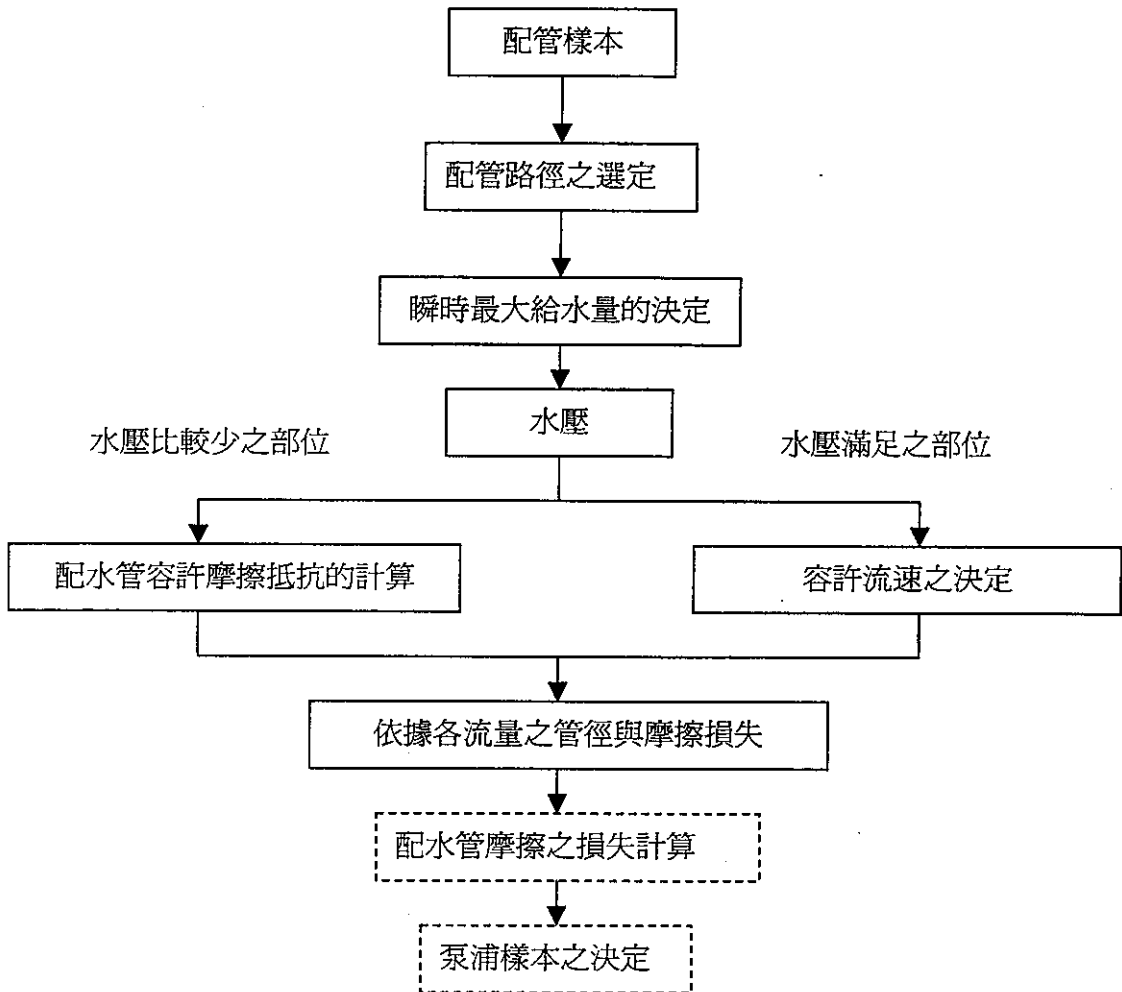 配管樣本
配管路徑之選定
瞬時最大給水量的決定
水壓
水壓比較少之部位
水壓滿足之部位
配水管容許摩擦抵抗的計算
容許流速之決定
依據各流量之管徑與摩擦損失
配水管摩擦之損失計算
泵浦樣本之決定